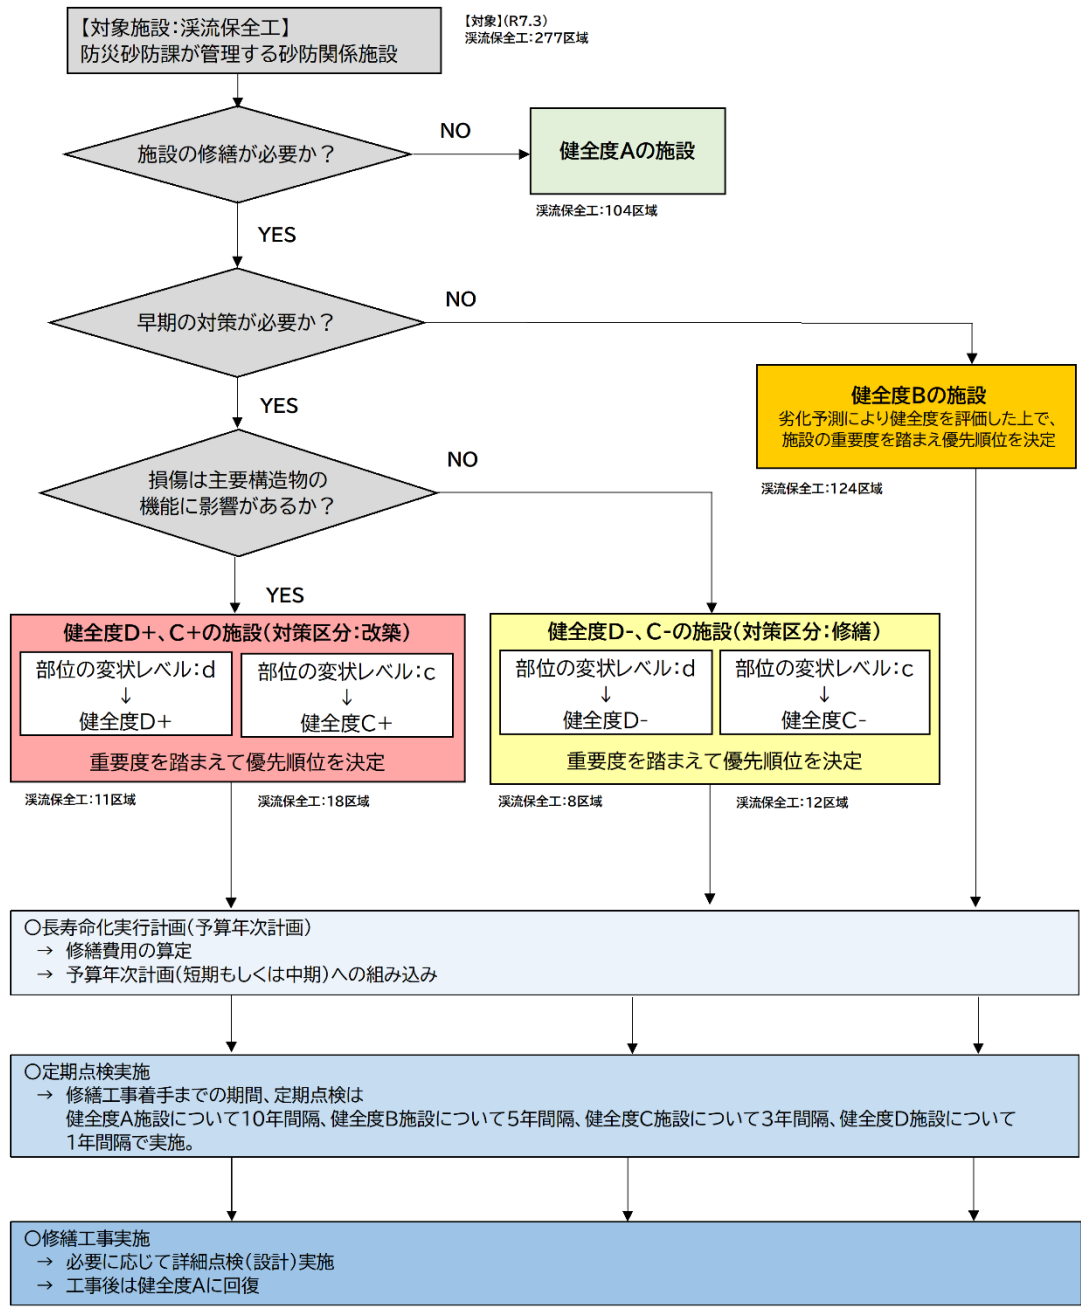 【対象施設:渓流保全工】
防災砂防課が管理する砂防関係施設
【対象】(R7.3)
渓流保全工:277区域
施設の修繕が必要か？
NO
健全度Aの施設
渓流保全工:104区域
YES
早期の対策が必要か？
NO
健全度Bの施設
劣化予測により健全度を評価した上で、
施設の重要度を踏まえ優先順位を決定
渓流保全工:124区域
YES
損傷は主要構造物の
機能に影響があるか？
NO
YES
健全度D+、C+の施設(対策区分:改築)
部位の変状レベル:d
↓
健全度D+
部位の変状レベル:c
↓
健全度C+
重要度を踏まえて優先順位を決定
渓流保全工:11区域
渓流保全工:18区域
健全度D-、C-の施設(対策区分:修繕)
部位の変状レベル:d
↓
健全度D-
部位の変状レベル:c
↓
健全度C-
重要度を踏まえて優先順位を決定
渓流保全工:8区域
渓流保全工:12区域
○長寿命化実行計画(予算年次計画)
→ 修繕費用の算定
→ 予算年次計画(短期もしくは中期)への組み込み
○定期点検実施
→ 修繕工事着手までの期間、定期点検は
健全度A施設について10年間隔、健全度B施設について5年間隔、健全度C施設について3年間隔、健全度D施設について
1年間隔で実施。
○修繕工事実施
→ 必要に応じて詳細点検(設計)実施
→ 工事後は健全度Aに回復